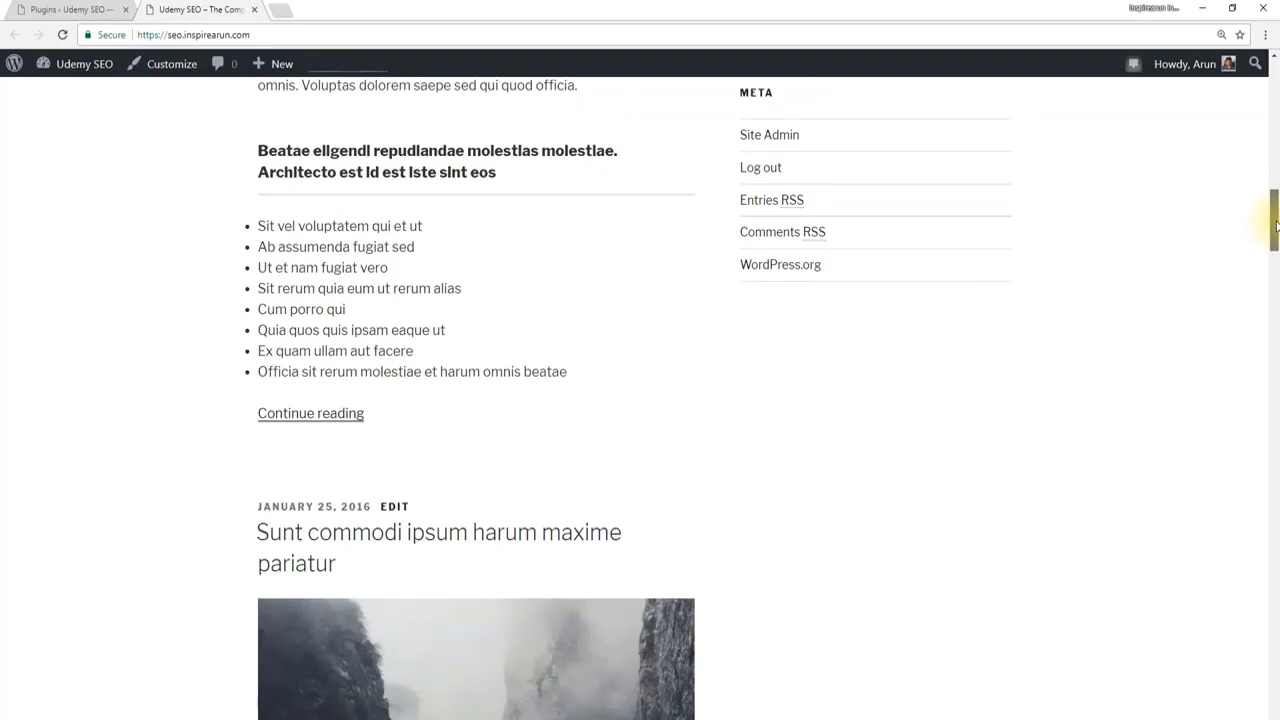 Plugins ‹ Udemy SEO —
Udemy SEO – The Comp
Inspirearun In...
Secure
https://seo.inspirearun.com
Udemy SEO
Customize
0
New
Howdy, Arun
omnis. Voluptas dolorem saepe sed qui quod officia.
Beatae eligendi repudiandae molestias molestiae.
Architecto est id est iste sint eos
Sit vel voluptatem qui et ut
Ab assumenda fugiat sed
Ut et nam fugiat vero
Sit rerum quia eum ut rerum alias
Cum porro qui
Quia quos quis ipsam eaque ut
Ex quam ullam aut facere
Officia sit rerum molestiae et harum omnis beatae
Continue reading
JANUARY 25, 2016 EDIT
Sunt commodi ipsum harum maxime
pariatur
META
Site Admin
Log out
Entries RSS
Comments RSS
WordPress.org